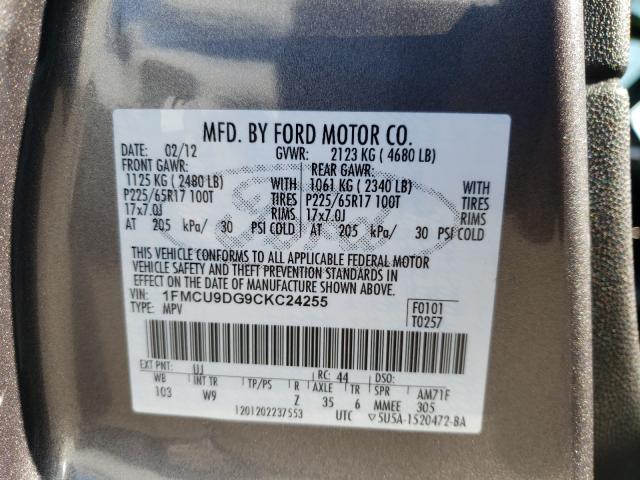 MFD. BY FORD MOTOR CO.
DATE: 02/12 GVWR: 2123 KG ( 4680 LB)
FRONT GAWR: REAR GAWR:
1125 KG ( 2480 LB) WITH 1061 KG ( 2340 LB) WITH
P225/65R17 100T TIRES P225/65R17 100T TIRES
17x7.0J RIMS 17x7.0J RIMS
AT 205 kPa/ 30 PSI COLD AT 205 kPa/ 30 PSI COLD
Ford
THIS VEHICLE CONFORMS TO ALL APPLICABLE FEDERAL MOTOR
VEHICLE SAFETY AND THEFT PREVENTION STANDARDS IN
EFFECT ON THE DATE OF MANUFACTURE SHOWN ABOVE.
VIN: 1FMCU9DG9CKC24255 F0101
TYPE: MPV T0257
EXT PNT: UJ RC: 44 DSO:
WB INT TR TP/PS R AXLE TR SPR AM71F
103 W9 Z 35 6 MMEE 305
1201202237553 UTC ▽5U5A-1520472-BA